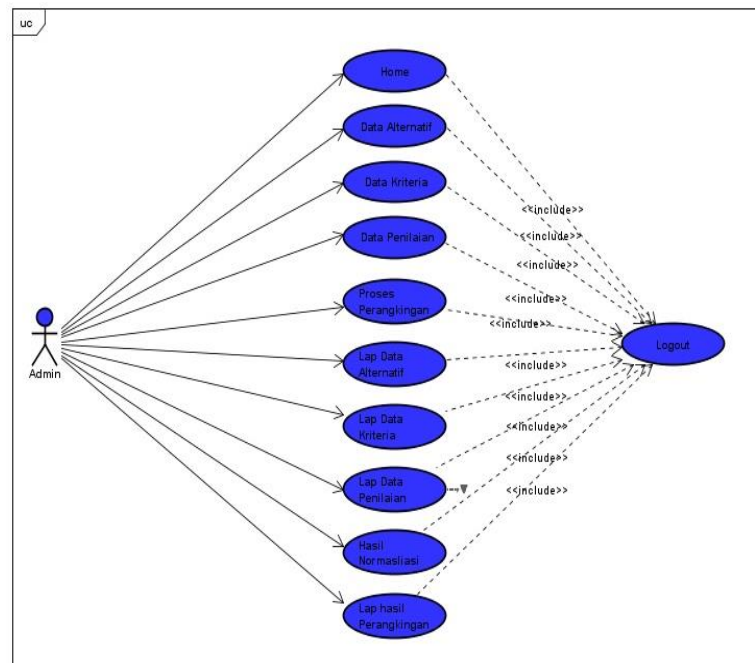 uc
Home
Data Alternatif
Data Kriteria
Data Penilaian
Proses
Perangkingan
Lap Data
Alternatif
Lap Data
Kriteria
Lap Data
Penilaian
Hasil
Normasliasi
Lap hasil
Perangkingan
Admin
<<include>>
<<include>>
<<include>>
<<include>>
<<include>>
<<include>>
<<include>>
<<include>>
<<include>>
<<include>>
Logout